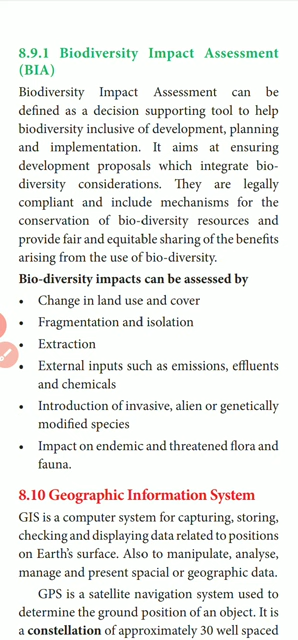 8.9.1 Biodiversity Impact Assessment
(BIA)
Biodiversity Impact Assessment can be
defined as a decision supporting tool to help
biodiversity inclusive of development, planning
and implementation. It aims at ensuring
development proposals which integrate bio-
diversity considerations. They are legally
compliant and include mechanisms for the
conservation of bio-diversity resources and
provide fair and equitable sharing of the benefits
arising from the use of bio-diversity.
Bio-diversity impacts can be assessed by
• Change in land use and cover
• Fragmentation and isolation
• Extraction
• External inputs such as emissions, effluents
and chemicals
• Introduction of invasive, alien or genetically
modified species
• Impact on endemic and threatened flora and
fauna.
8.10 Geographic Information System
GIS is a computer system for capturing, storing,
checking and displaying data related to positions
on Earth's surface. Also to manipulate, analyse,
manage and present spacial or geographic data.
GPS is a satellite navigation system used to
determine the ground position of an object. It is
a constellation of approximately 30 well spaced